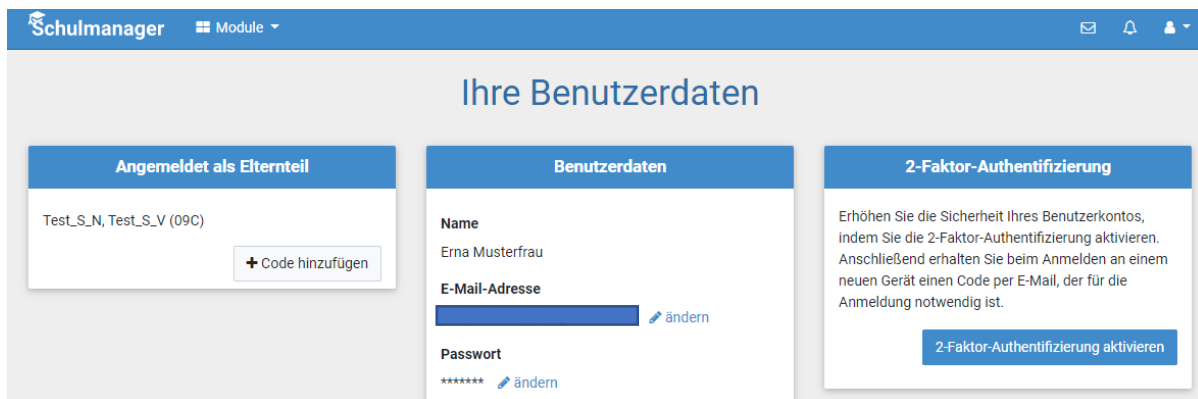 Schulmanager
Module
Ihre Benutzerdaten
Angemeldet als Elternteil
Test_S_N, Test_S_V (09C)
+ Code hinzufügen
Benutzerdaten
Name
Erna Musterfrau
E-Mail-Adresse
ändern
Passwort
******* ändern
2-Faktor-Authentifizierung
Erhöhen Sie die Sicherheit Ihres Benutzerkontos,
indem Sie die 2-Faktor-Authentifizierung aktivieren.
Anschließend erhalten Sie beim Anmelden an einem
neuen Gerät einen Code per E-Mail, der für die
Anmeldung notwendig ist.
2-Faktor-Authentifizierung aktivieren